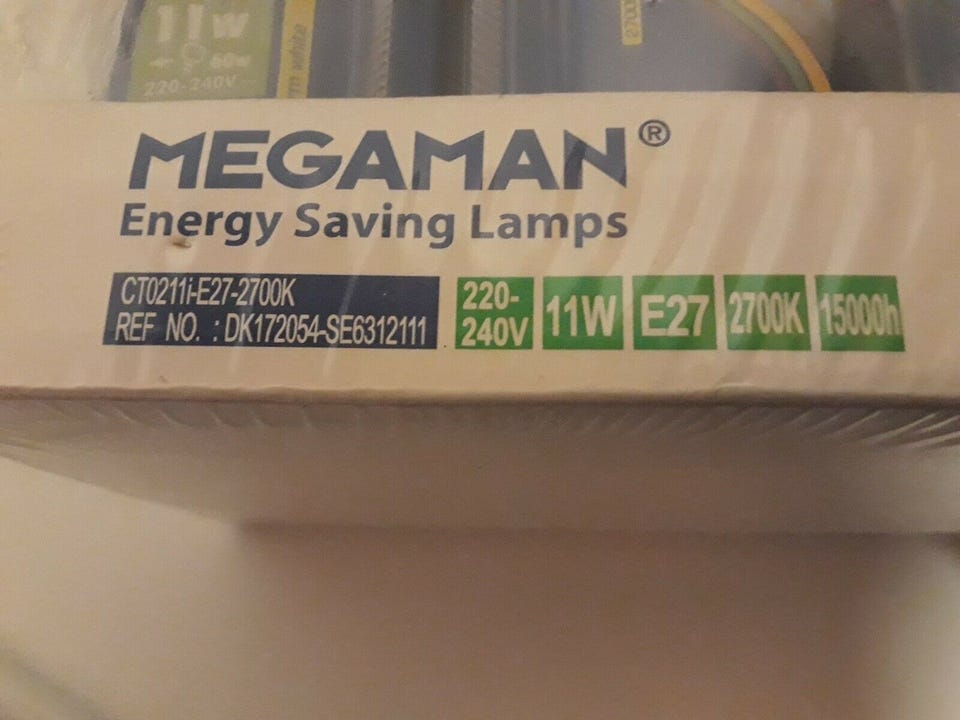 11w
60w
220-240V
2700
MEGAMAN®
Energy Saving Lamps
CT0211i-E27-2700K
REF NO. : DK172054-SE6312111
220-
240V
11W
E27
2700K
15000h